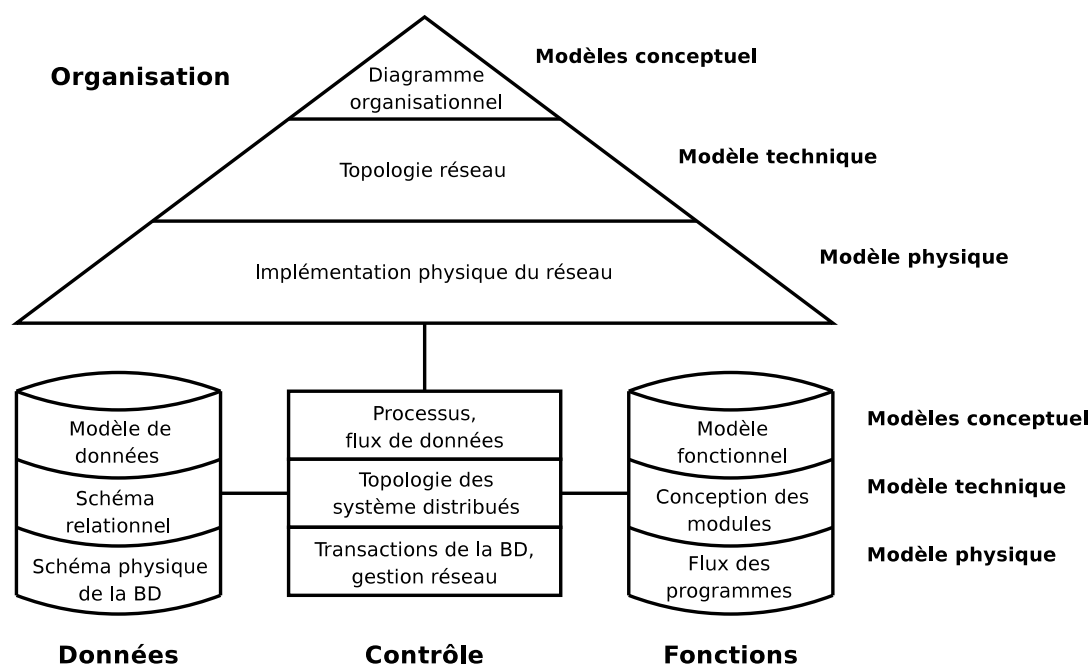 Organisation
Modèles conceptuel
Diagramme
organisationnel
Modèle technique
Topologie réseau
Modèle physique
Implémentation physique du réseau
Modèle de
données
Schéma
relationnel
Schéma physique
de la BD
Processus,
flux de données
Topologie des
système distribués
Transactions de la BD,
gestion réseau
Modèle
fonctionnel
Conception des
modules
Flux des
programmes
Modèles conceptuel
Modèle technique
Modèle physique
Données
Contrôle
Fonctions